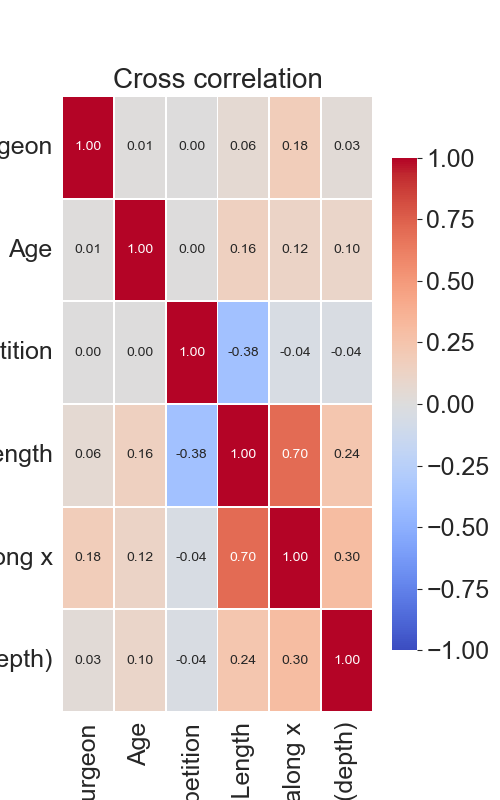 Cross correlation
geon 1.00 0.01 0.00 0.06 0.18 0.03
Age 0.01 1.00 0.00 0.16 0.12 0.10
tition 0.00 0.00 1.00 -0.38 -0.04 -0.04
ength 0.06 0.16 -0.38 1.00 0.70 0.24
ong x 0.18 0.12 -0.04 0.70 1.00 0.30
epth) 0.03 0.10 -0.04 0.24 0.30 1.00
urgeon
Age
petition
Length
along x
(depth)
1.00
0.75
0.50
0.25
0.00
−0.25
−0.50
−0.75
−1.00